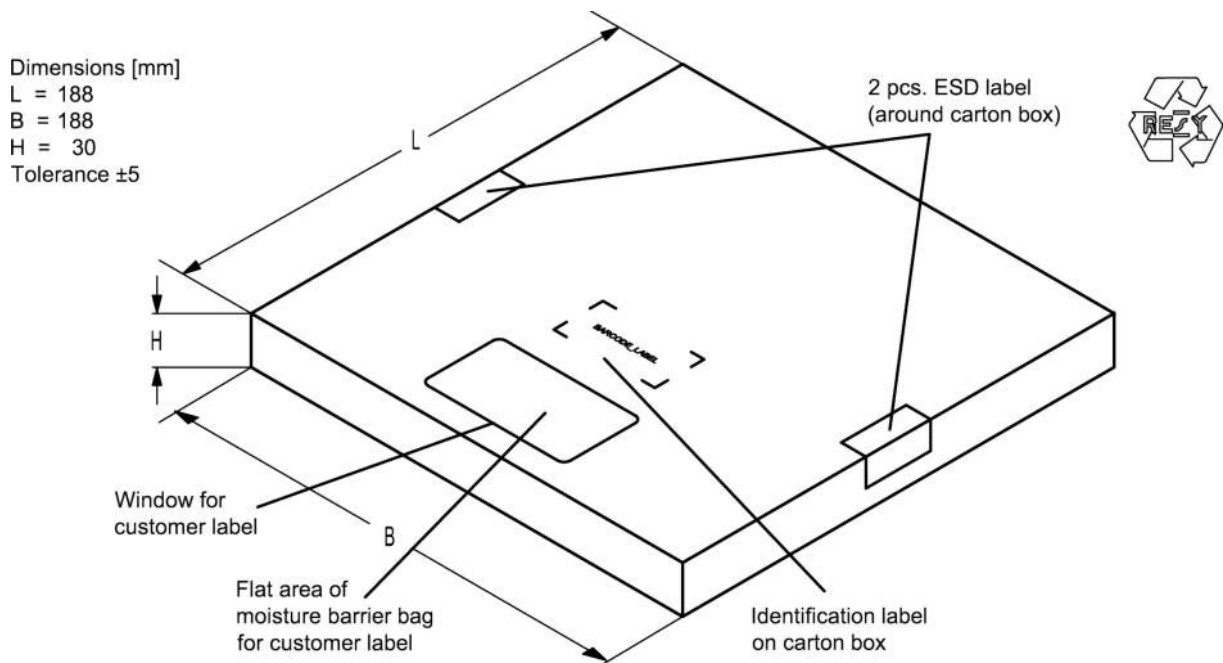 Dimensions [mm]
L = 188
B = 188
H = 30
Tolerance ±5
2 pcs. ESD label
(around carton box)
RESY
L
H
BARCODE_LABEL
Window for
customer label
B
Flat area of
moisture barrier bag
for customer label
Identification label
on carton box